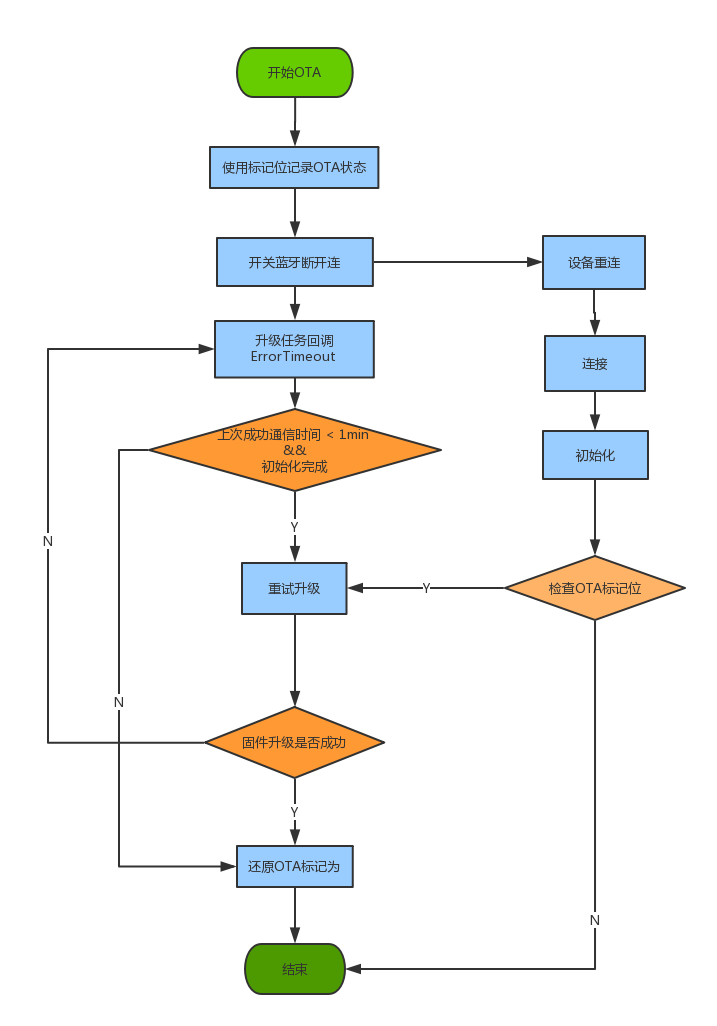 开始OTA
使用标记位记录OTA状态
开关蓝牙断开连
设备重连
升级任务回调
ErrorTimeout
连接
上次成功通信时间 < 1min
&&
初始化完成
初始化
Y
N
重试升级
Y
检查OTA标记位
N
固件升级是否成功
Y
还原OTA标记为
N
结束